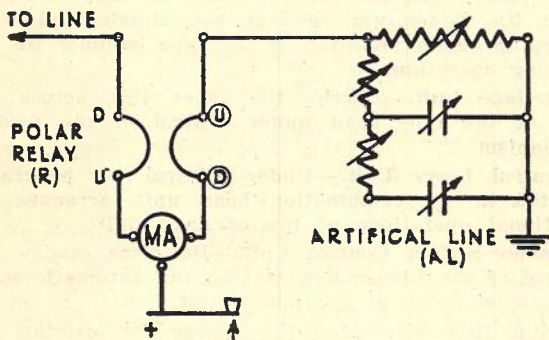 TO LINE
D
U
POLAR
RELAY
(R)
U
D
MA
ARTIFICAL LINE
(AL)
+